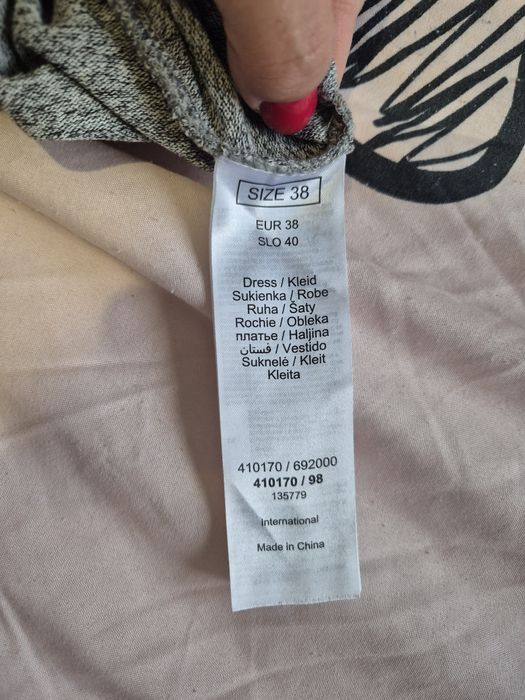 SIZE 38
EUR 38
SLO 40
Dress / Kleid
Sukienka / Robe
Ruha / Šaty
Rochie / Obleka
платье / Haljina
فستان / Vestido
Suknelė / Kleit
Kleita
410170 / 692000
410170 / 98
135779
International
Made in China